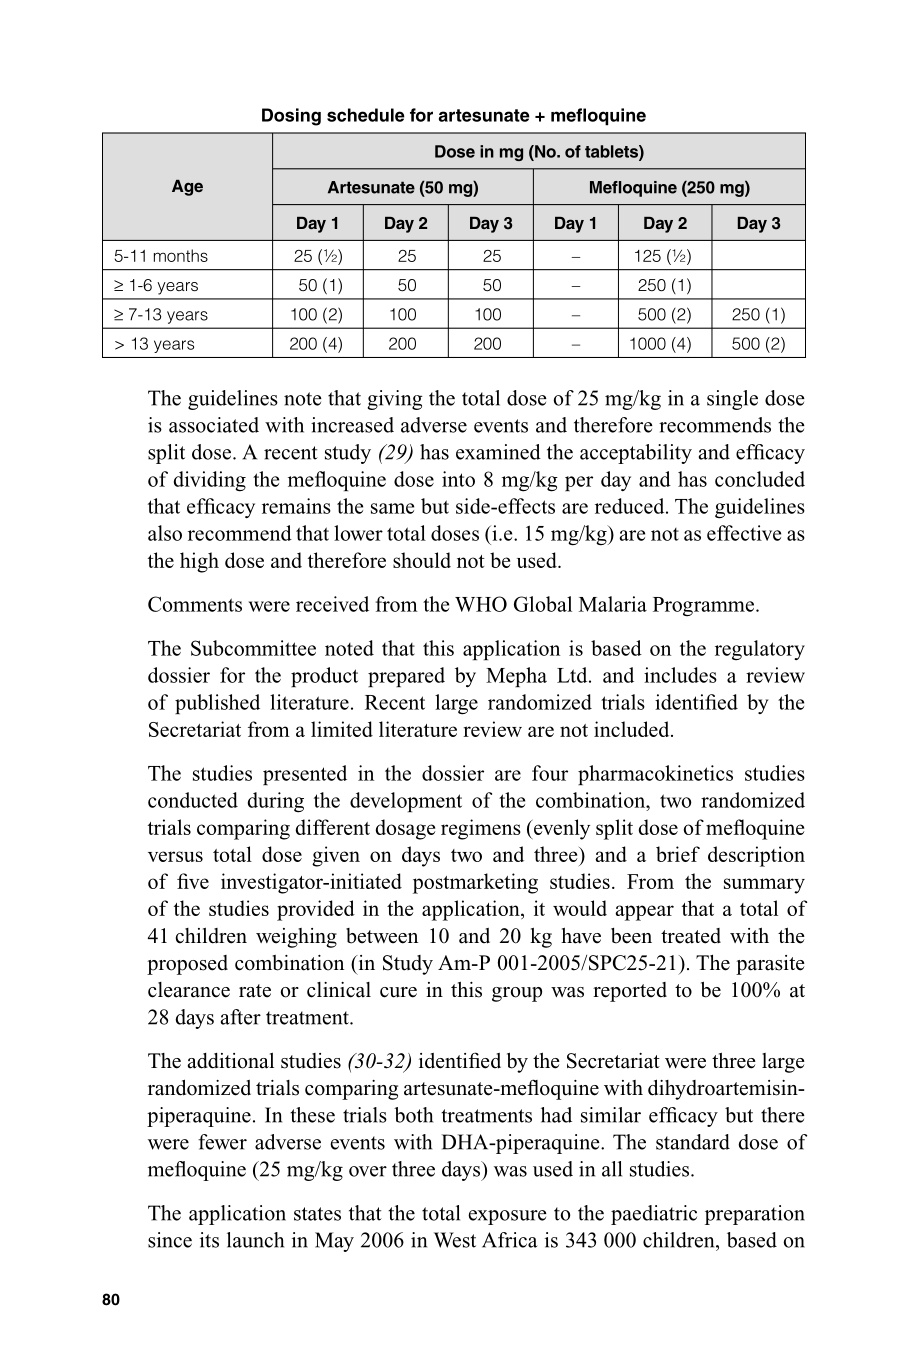 Dosing schedule for artesunate + mefloquine
Age
Dose in mg (No. of tablets)
Artesunate (50 mg) Mefloquine (250 mg)
Day 1 Day 2 Day 3 Day 1 Day 2 Day 3
5-11 months 25 (½) 25 25 – 125 (½)
≥ 1-6 years 50 (1) 50 50 – 250 (1)
≥ 7-13 years 100 (2) 100 100 – 500 (2) 250 (1)
> 13 years 200 (4) 200 200 – 1000 (4) 500 (2)
The guidelines note that giving the total dose of 25 mg/kg in a single dose
is associated with increased adverse events and therefore recommends the
split dose. A recent study (29) has examined the acceptability and efficacy
of dividing the mefloquine dose into 8 mg/kg per day and has concluded
that efficacy remains the same but side-effects are reduced. The guidelines
also recommend that lower total doses (i.e. 15 mg/kg) are not as effective as
the high dose and therefore should not be used.
Comments were received from the WHO Global Malaria Programme.
The Subcommittee noted that this application is based on the regulatory
dossier for the product prepared by Mepha Ltd. and includes a review
of published literature. Recent large randomized trials identified by the
Secretariat from a limited literature review are not included.
The studies presented in the dossier are four pharmacokinetics studies
conducted during the development of the combination, two randomized
trials comparing different dosage regimens (evenly split dose of mefloquine
versus total dose given on days two and three) and a brief description
of five investigator-initiated postmarketing studies. From the summary
of the studies provided in the application, it would appear that a total of
41 children weighing between 10 and 20 kg have been treated with the
proposed combination (in Study Am-P 001-2005/SPC25-21). The parasite
clearance rate or clinical cure in this group was reported to be 100% at
28 days after treatment.
The additional studies (30-32) identified by the Secretariat were three large
randomized trials comparing artesunate-mefloquine with dihydroartemisin-
piperaquine. In these trials both treatments had similar efficacy but there
were fewer adverse events with DHA-piperaquine. The standard dose of
mefloquine (25 mg/kg over three days) was used in all studies.
The application states that the total exposure to the paediatric preparation
since its launch in May 2006 in West Africa is 343 000 children, based on
80